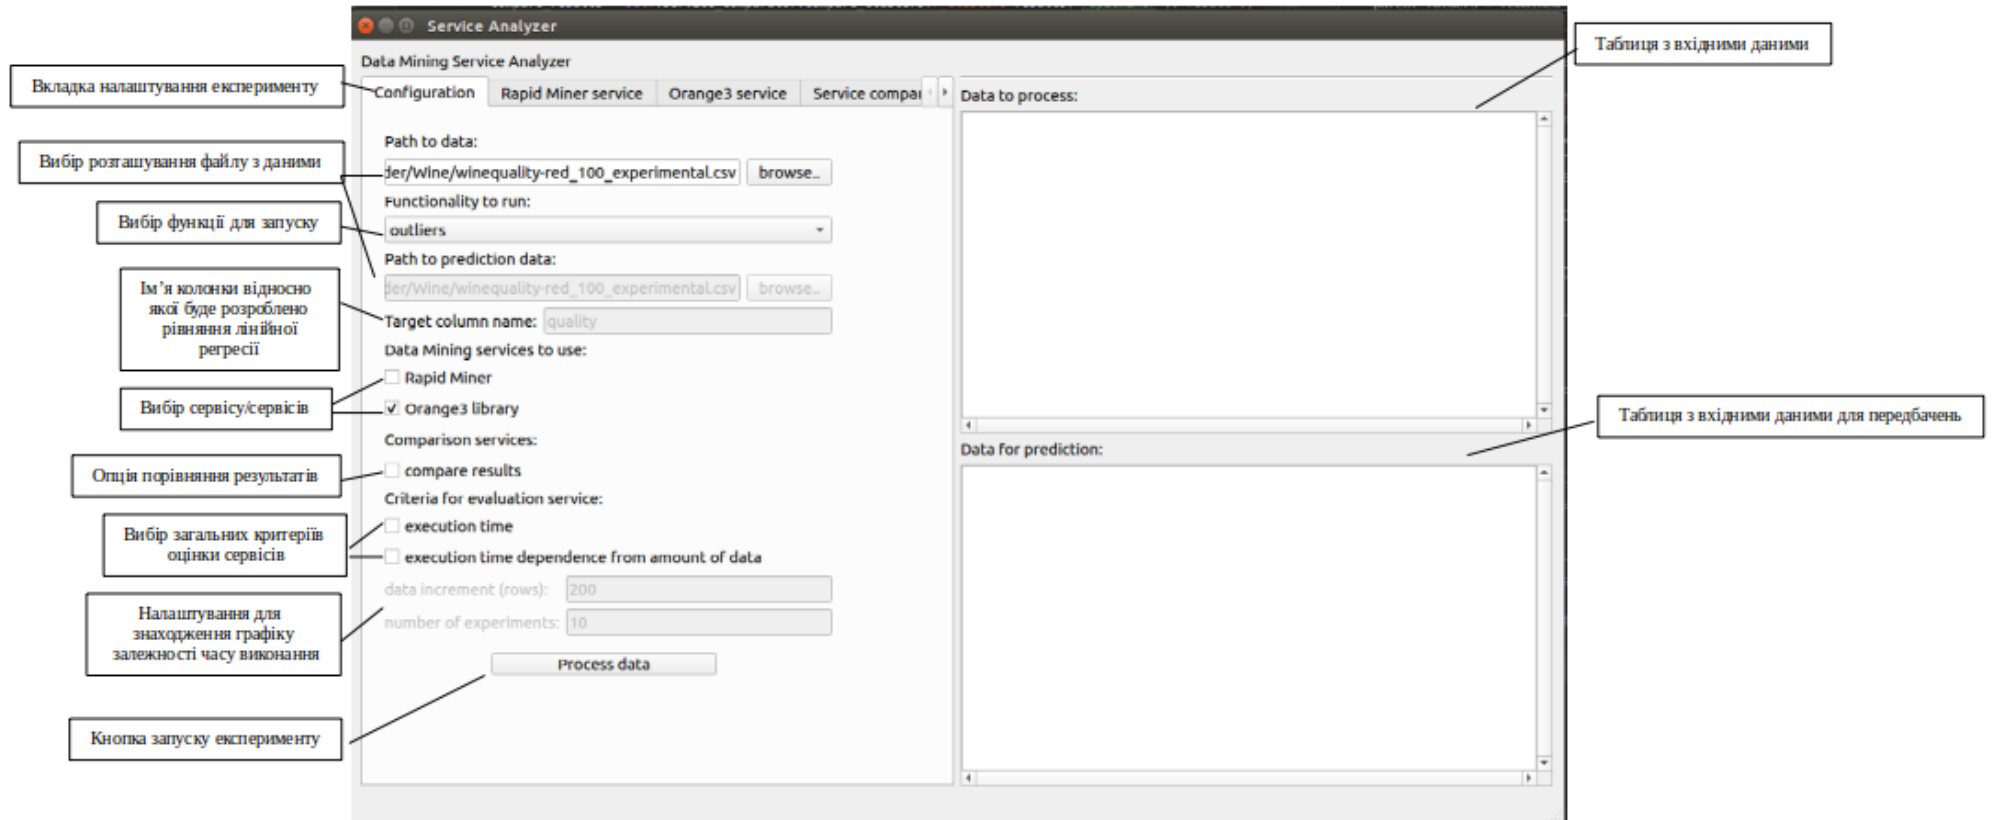 Service Analyzer
Data Mining Service Analyzer
Configuration
Rapid Miner service
Orange3 service
Service compar
Path to data:
der/Wine/winequality-red_100_experimental.csv
browse..
Functionality to run:
outliers
Path to prediction data:
der/Wine/winequality-red_100_experimental.csv
browse..
Target column name:
quality
Data Mining services to use:
Rapid Miner
Orange3 library
Comparison services:
compare results
Criteria for evaluation service:
execution time
execution time dependence from amount of data
data increment (rows):
200
number of experiments:
10
Process data
Data to process:
Data for prediction:
Вкладка налаштування експерименту
Вибір розташування файлу з даними
Вибір функції для запуску
Ім’я колонки відносно
якої буде розроблено
рівняння лінійної
регресії
Вибір сервісу/сервісів
Опція порівняння результатів
Вибір загальних критеріїв
оцінки сервісів
Налаштування для
знаходження графіку
залежності часу виконання
Кнопка запуску експерименту
Таблиця з вхідними даними
Таблиця з вхідними даними для передбачень